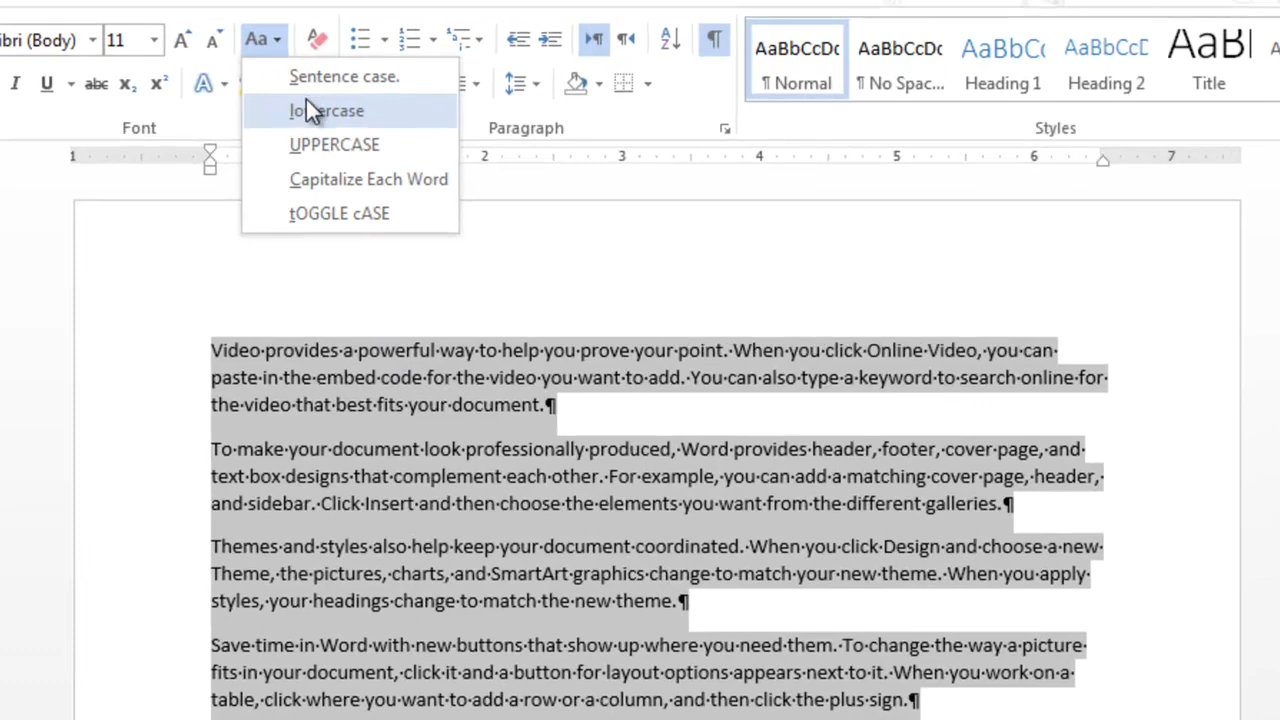 ibri (Body) 11 Aa
I U abc x₂ x² A
Sentence case.
lowercase
UPPERCASE
Capitalize Each Word
tOGGLE cASE
Font Paragraph Styles
AaBbCcDc AaBbCcDc AaBbC( AaBbCcD AaBl
¶ Normal ¶ No Spac... Heading 1 Heading 2 Title
1 2 3 4 5 6 7
Video·provides·a·powerful·way·to·help·you·prove·your·point.·When·you·click·Online·Video,·you·can·
paste·in·the·embed·code·for·the·video·you·want·to·add.·You·can·also·type·a·keyword·to·search·online·for·
the·video·that·best·fits·your·document.¶
To·make·your·document·look·professionally·produced,·Word·provides·header,·footer,·cover·page,·and·
text·box·designs·that·complement·each·other.·For·example,·you·can·add·a·matching·cover·page,·header,·
and·sidebar.·Click·Insert·and·then·choose·the·elements·you·want·from·the·different·galleries.¶
Themes·and·styles·also·help·keep·your·document·coordinated.·When·you·click·Design·and·choose·a·new·
Theme,·the·pictures,·charts,·and·SmartArt·graphics·change·to·match·your·new·theme.·When·you·apply·
styles,·your·headings·change·to·match·the·new·theme.¶
Save·time·in·Word·with·new·buttons·that·show·up·where·you·need·them.·To·change·the·way·a·picture·
fits·in·your·document,·click·it·and·a·button·for·layout·options·appears·next·to·it.·When·you·work·on·a·
table,·click·where·you·want·to·add·a·row·or·a·column,·and·then·click·the·plus·sign.¶